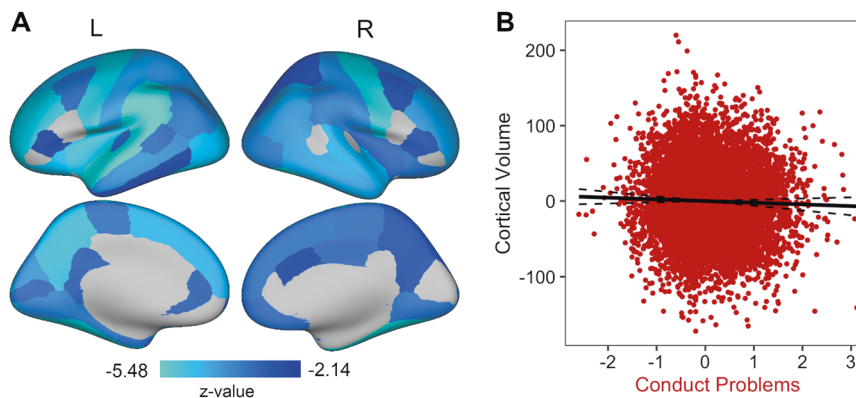 A
L
R
-5.48
-2.14
z-value
B
Cortical Volume
200
100
0
-100
-2
-1
0
1
2
3
Conduct Problems